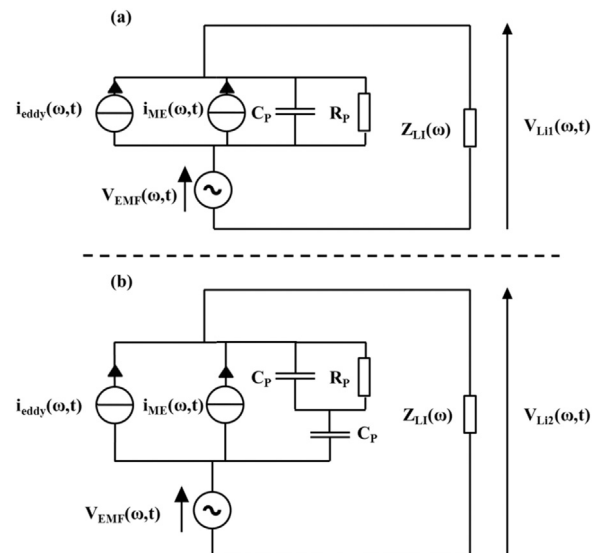 (a)
i_eddy(ω,t) i_ME(ω,t) C_P R_P Z_LI(ω) V_Li1(ω,t)
V_EMF(ω,t)
(b)
C_P R_P
i_eddy(ω,t) i_ME(ω,t) Z_LI(ω) V_Li2(ω,t)
C_P
V_EMF(ω,t)